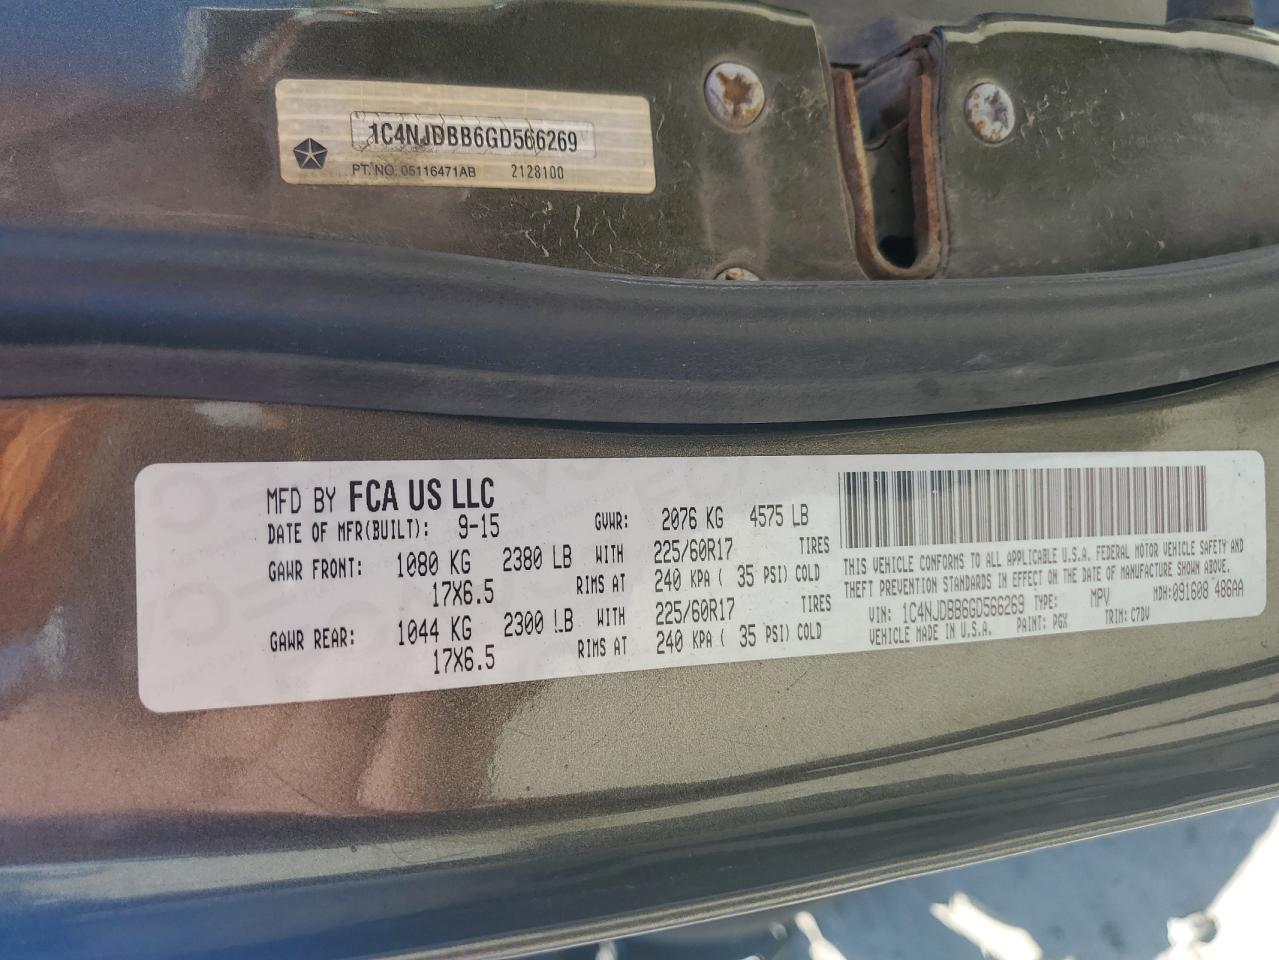 1C4NJDBB6GD566269
PT. NO. 05116471AB 2128100
MFD BY FCA US LLC
DATE OF MFR(BUILT): 9-15 GVWR: 2076 KG 4575 LB
GAWR FRONT: 1080 KG 2380 LB WITH 225/60R17 TIRES
17X6.5 RIMS AT 240 KPA ( 35 PSI) COLD
GAWR REAR: 1044 KG 2300 LB WITH 225/60R17 TIRES
17X6.5 RIMS AT 240 KPA ( 35 PSI) COLD
THIS VEHICLE CONFORMS TO ALL APPLICABLE U.S.A. FEDERAL MOTOR VEHICLE SAFETY AND
THEFT PREVENTION STANDARDS IN EFFECT ON THE DATE OF MANUFACTURE SHOWN ABOVE.
VIN: 1C4NJDBB6GD566269 TYPE: MPV MDH: 091608 486AA
VEHICLE MADE IN U.S.A. PAINT: PGX TRIM: C7DU